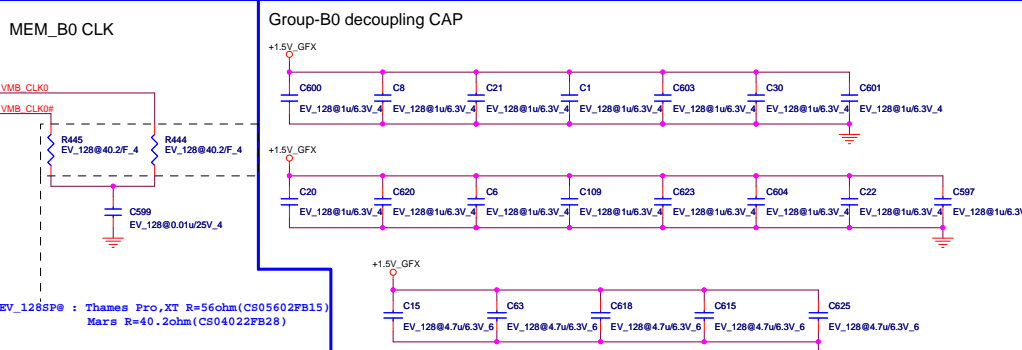 MEM_B0 CLK
Group-B0 decoupling CAP
+1.5V_GFX
C600
C8
C21
C1
C603
C30
C601
EV_128@1u/6.3V_4
EV_128@1u/6.3V_4
EV_128@1u/6.3V_4
EV_128@1u/6.3V_4
EV_128@1u/6.3V_4
EV_128@1u/6.3V_4
EV_128@1u/6.3V_4
VMB_CLK0
VMB_CLK0#
R445
EV_128@40.2/F_4
R444
EV_128@40.2/F_4
C599
EV_128@0.01u/25V_4
+1.5V_GFX
C20
C620
C6
C109
C623
C604
C22
C597
EV_128@1u/6.3V_4
EV_128@1u/6.3V_4
EV_128@1u/6.3V_4
EV_128@1u/6.3V_4
EV_128@1u/6.3V_4
EV_128@1u/6.3V_4
EV_128@1u/6.3V_4
EV_128@1u/6.3V
+1.5V_GFX
C15
C63
C618
C615
C625
EV_128@4.7u/6.3V_6
EV_128@4.7u/6.3V_6
EV_128@4.7u/6.3V_6
EV_128@4.7u/6.3V_6
EV_128@4.7u/6.3V_6
EV_128SP@ : Thames Pro,XT R=56ohm(CS05602FB15)
Mars R=40.2ohm(CS04022FB28)